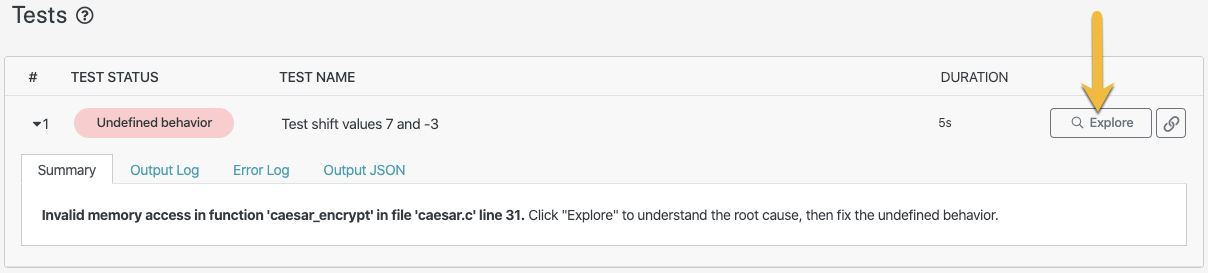 Tests
# TEST STATUS TEST NAME DURATION
1 Undefined behavior Test shift values 7 and -3 5s Explore
Summary Output Log Error Log Output JSON
Invalid memory access in function 'caesar_encrypt' in file 'caesar.c' line 31. Click "Explore" to understand the root cause, then fix the undefined behavior.